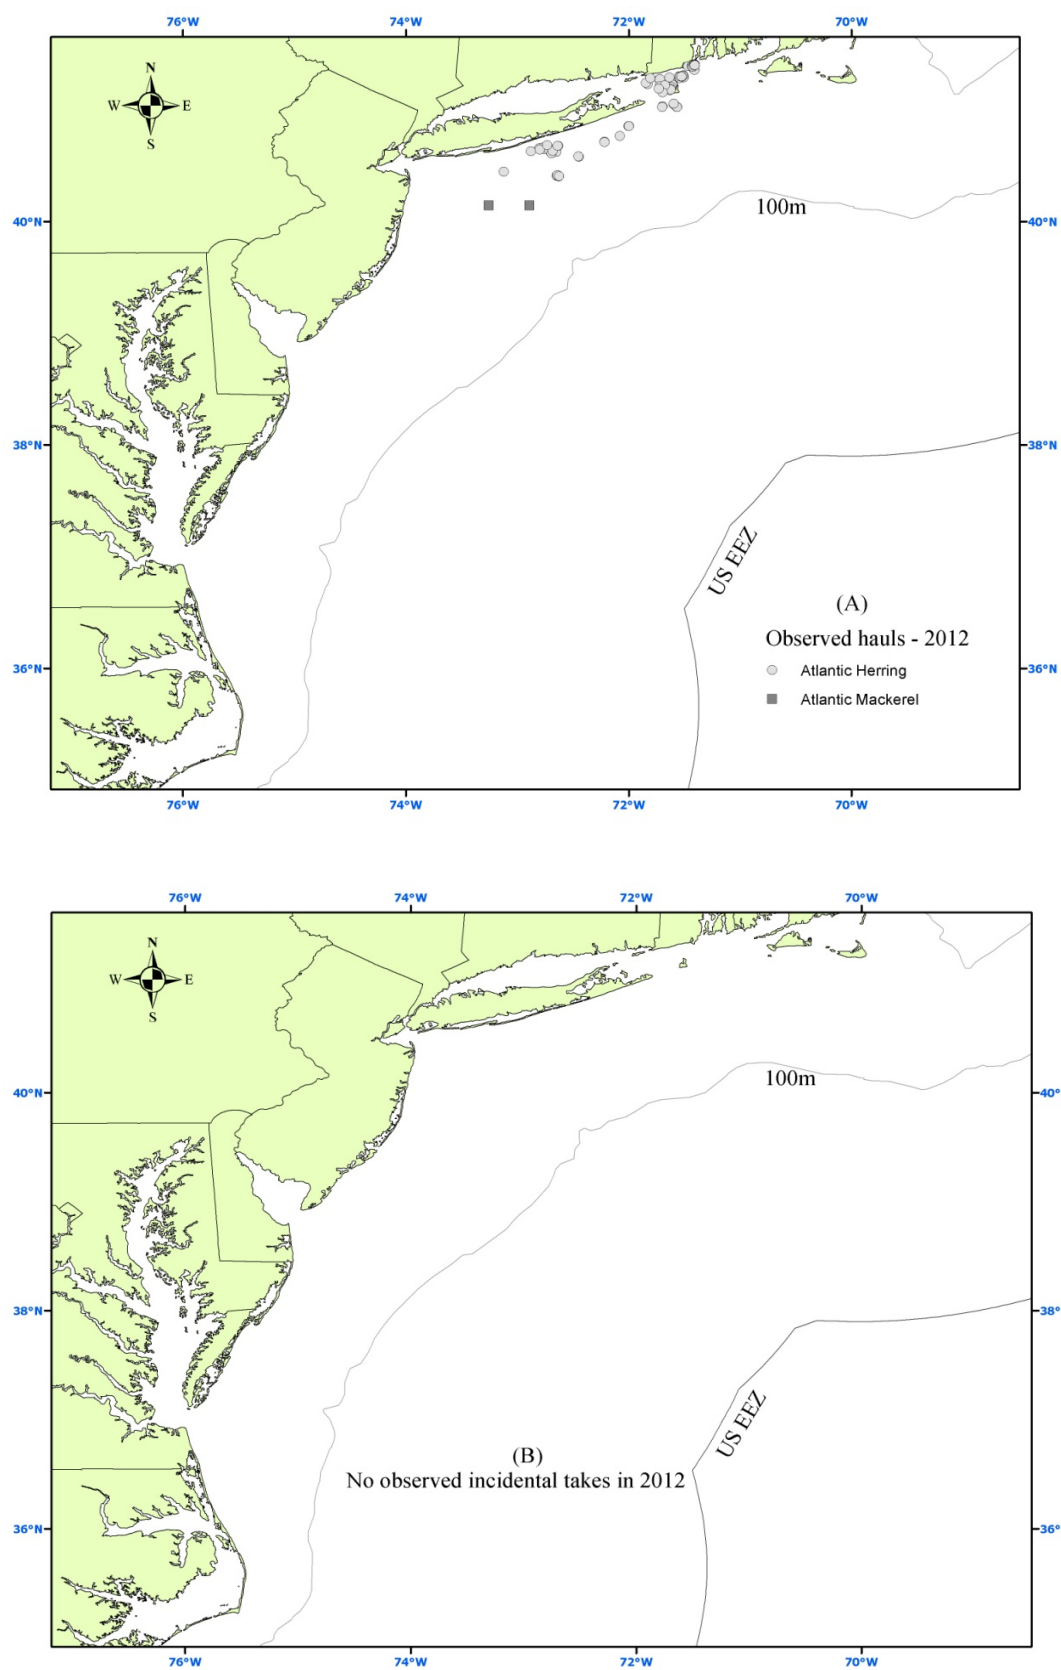 76°W 74°W 72°W 70°W
N
W E
S
40°N 100m 40°N
38°N 38°N
US EEZ
(A)
Observed hauls - 2012
36°N Atlantic Herring 36°N
Atlantic Mackerel
76°W 74°W 72°W 70°W
76°W 74°W 72°W 70°W
N
W E
S
40°N 100m 40°
38°N 38°
US EEZ
(B)
No observed incidental takes in 2012
36°N 36°
76°W 74°W 72°W 70°W